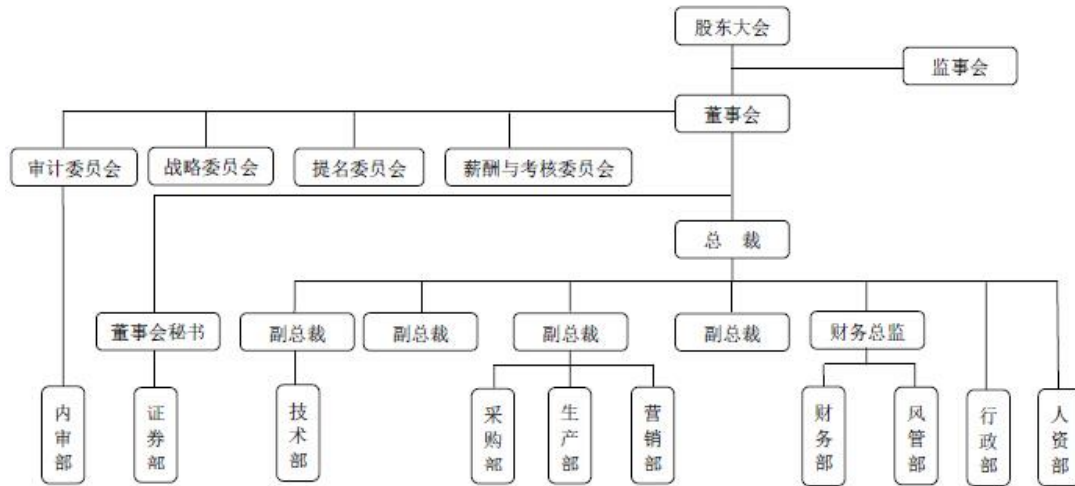 股东大会
监事会
董事会
审计委员会
战略委员会
提名委员会
薪酬与考核委员会
总 裁
董事会秘书
副总裁
副总裁
副总裁
副总裁
财务总监
内审部
证券部
技术部
采购部
生产部
营销部
财务部
风管部
行政部
人资部